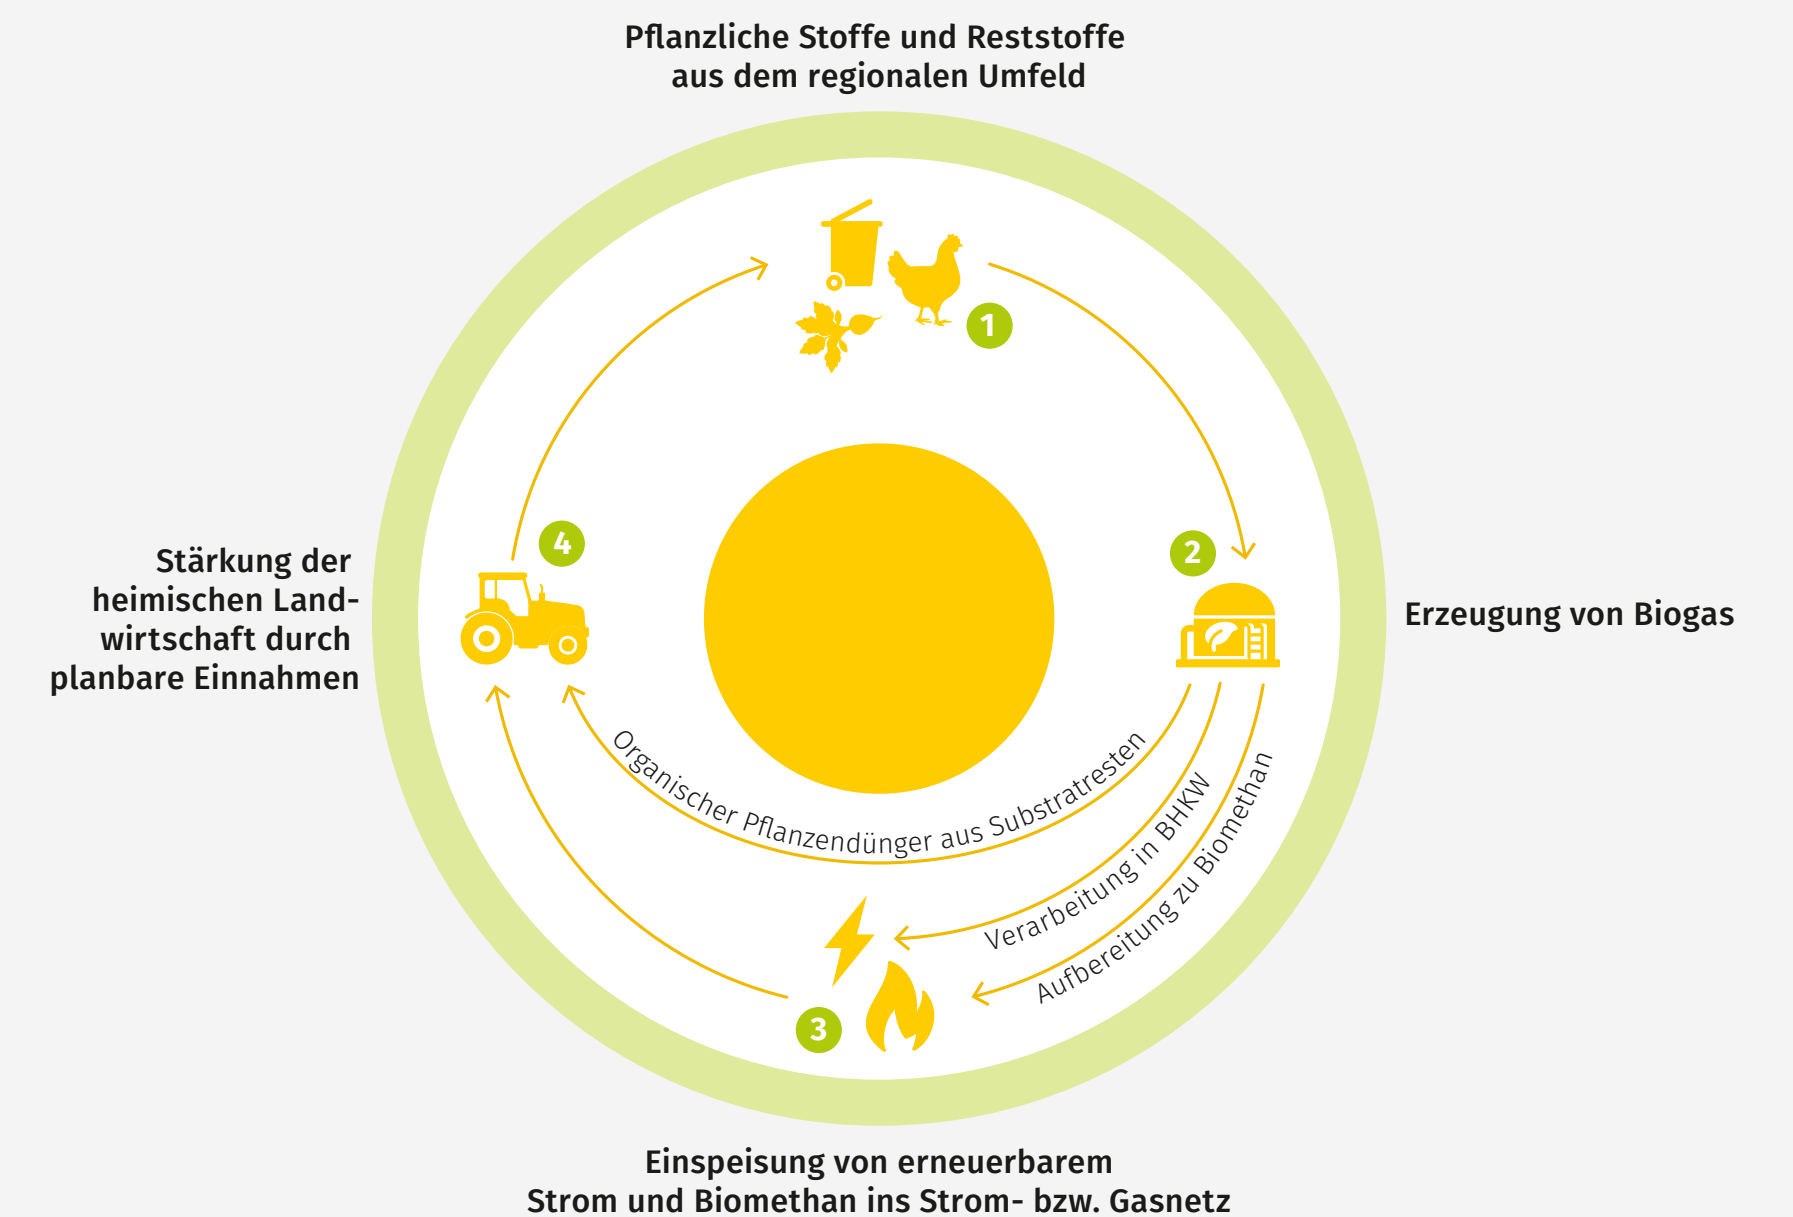 Pflanzliche Stoffe und Reststoffe
aus dem regionalen Umfeld
1
2
Erzeugung von Biogas
4
Stärkung der
heimischen Land-
wirtschaft durch
planbare Einnahmen
Organischer Pflanzendünger aus Substratresten
Verarbeitung in BHKW
Aufbereitung zu Biomethan
3
Einspeisung von erneuerbarem
Strom und Biomethan ins Strom- bzw. Gasnetz